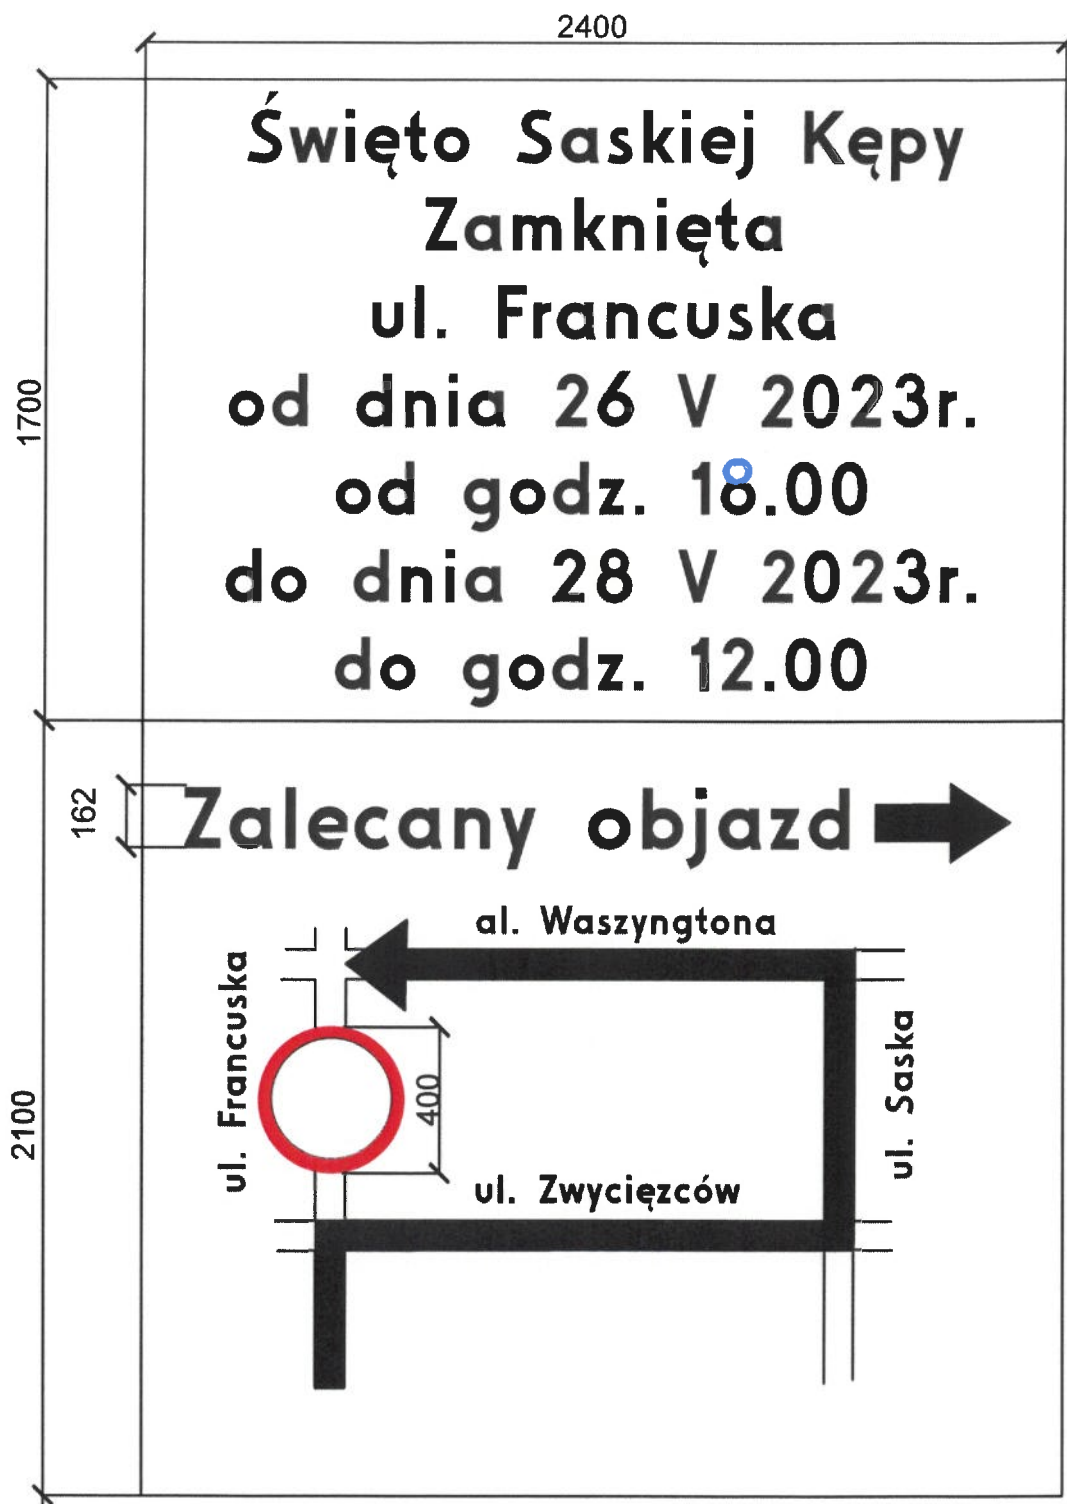 2400
Święto Saskiej Kępy
Zamknięta
ul. Francuska
od dnia 26 V 2023r.
od godz. 18.00
do dnia 28 V 2023r.
do godz. 12.00
1700
162
Zalecany objazd
al. Waszyngtona
ul. Francuska
400
ul. Saska
ul. Zwycięzców
2100